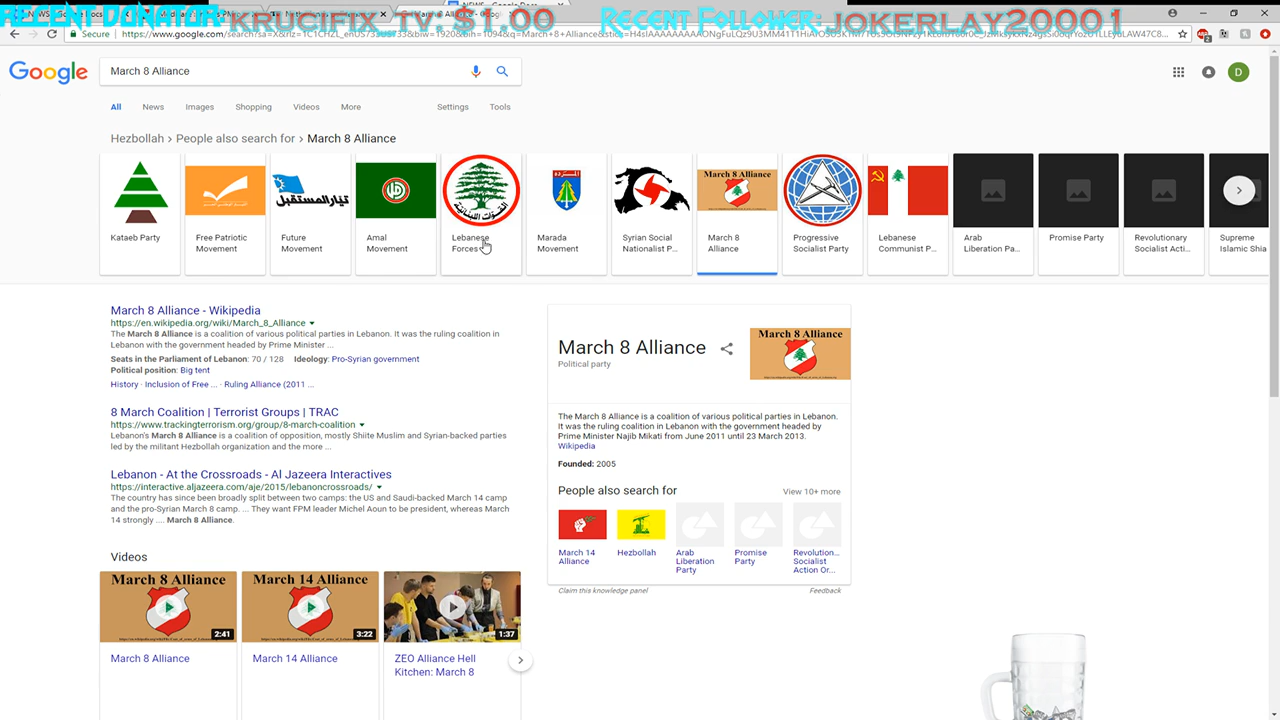 KRUCIFIX_TV: $1.00 RECENT FOLLOWER: JOKERLAY20001
Secure
Google March 8 Alliance D
All News Images Shopping Videos More Settings Tools
Hezbollah › People also search for › March 8 Alliance
March 8 Alliance
Kataeb Party
Free Patriotic Movement
تيار المستقبل
Future Movement
Amal Movement
القوات اللبنانية
Lebanese Forces
Marada Movement
Syrian Social Nationalist P...
March 8 Alliance
Progressive Socialist Party
Lebanese Communist P...
Arab Liberation Pa...
Promise Party
Revolutionary Socialist Acti...
Supreme Islamic Shia
March 8 Alliance - Wikipedia
https://en.wikipedia.org/wiki/March_8_Alliance
The March 8 Alliance is a coalition of various political parties in Lebanon. It was the ruling coalition in
Lebanon with the government headed by Prime Minister ...
Seats in the Parliament of Lebanon: 70 / 128 Ideology: Pro-Syrian government
Political position: Big tent
History · Inclusion of Free ... · Ruling Alliance (2011 ...
8 March Coalition | Terrorist Groups | TRAC
https://www.trackingterrorism.org/group/8-march-coalition
Lebanon's March 8 Alliance is a coalition of opposition, mostly Shiite Muslim and Syrian-backed parties
led by the militant Hezbollah organization and the more ...
Lebanon - At the Crossroads - Al Jazeera Interactives
https://interactive.aljazeera.com/aje/2015/lebanoncrossroads/
The country has since been broadly split between two camps: the US and Saudi-backed March 14 camp
and the pro-Syrian March 8 camp. ... They want FPM leader Michel Aoun to be president, whereas March
14 strongly .... March 8 Alliance.
Videos
March 8 Alliance
2:41
March 8 Alliance
March 14 Alliance
3:22
March 14 Alliance
1:37
ZEO Alliance Hell
Kitchen: March 8
March 8 Alliance
Political party
March 8 Alliance
The March 8 Alliance is a coalition of various political parties in Lebanon.
It was the ruling coalition in Lebanon with the government headed by
Prime Minister Najib Mikati from June 2011 until 23 March 2013.
Wikipedia
Founded: 2005
People also search for View 10+ more
March 14 Alliance
Hezbollah
Arab Liberation Party
Promise Party
Revolution... Socialist Action Or...
Claim this knowledge panel Feedback